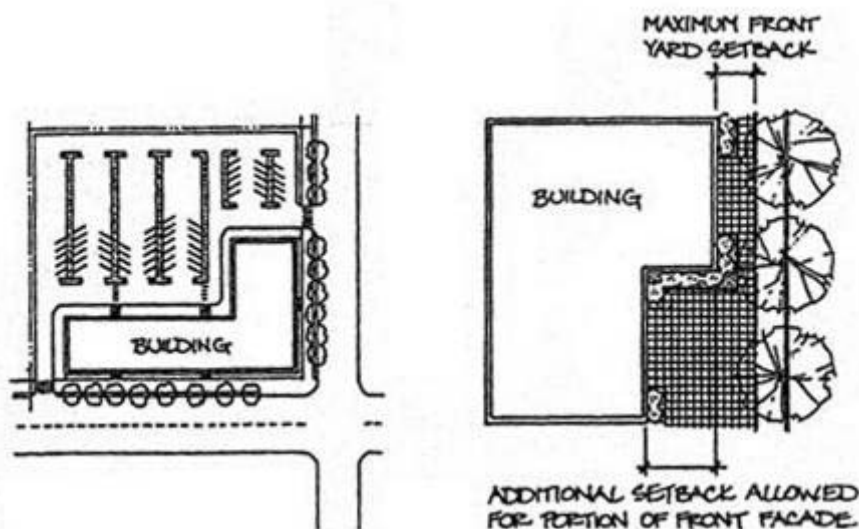 MAXIMUM FRONT
YARD SETBACK
BUILDING
BUILDING
ADDITIONAL SETBACK ALLOWED
FOR PORTION OF FRONT FACADE